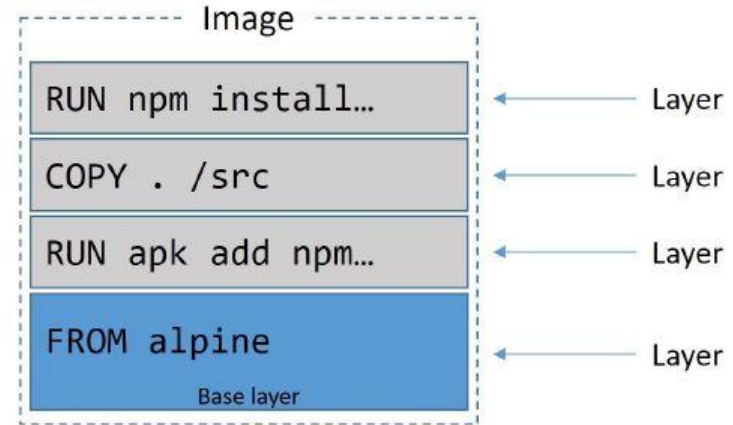 Image
RUN npm install… Layer
COPY . /src Layer
RUN apk add npm… Layer
FROM alpine Layer
Base layer